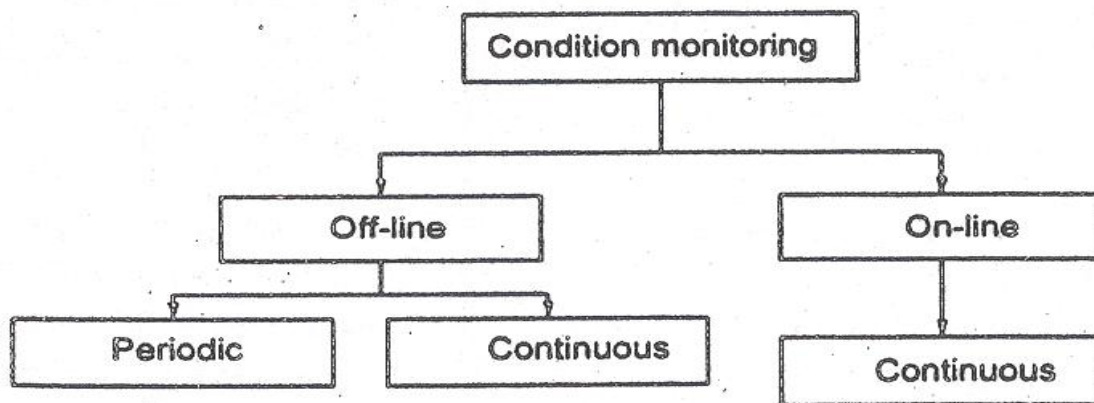 Condition monitoring
Off-line
On-line
Periodic
Continuous
Continuous